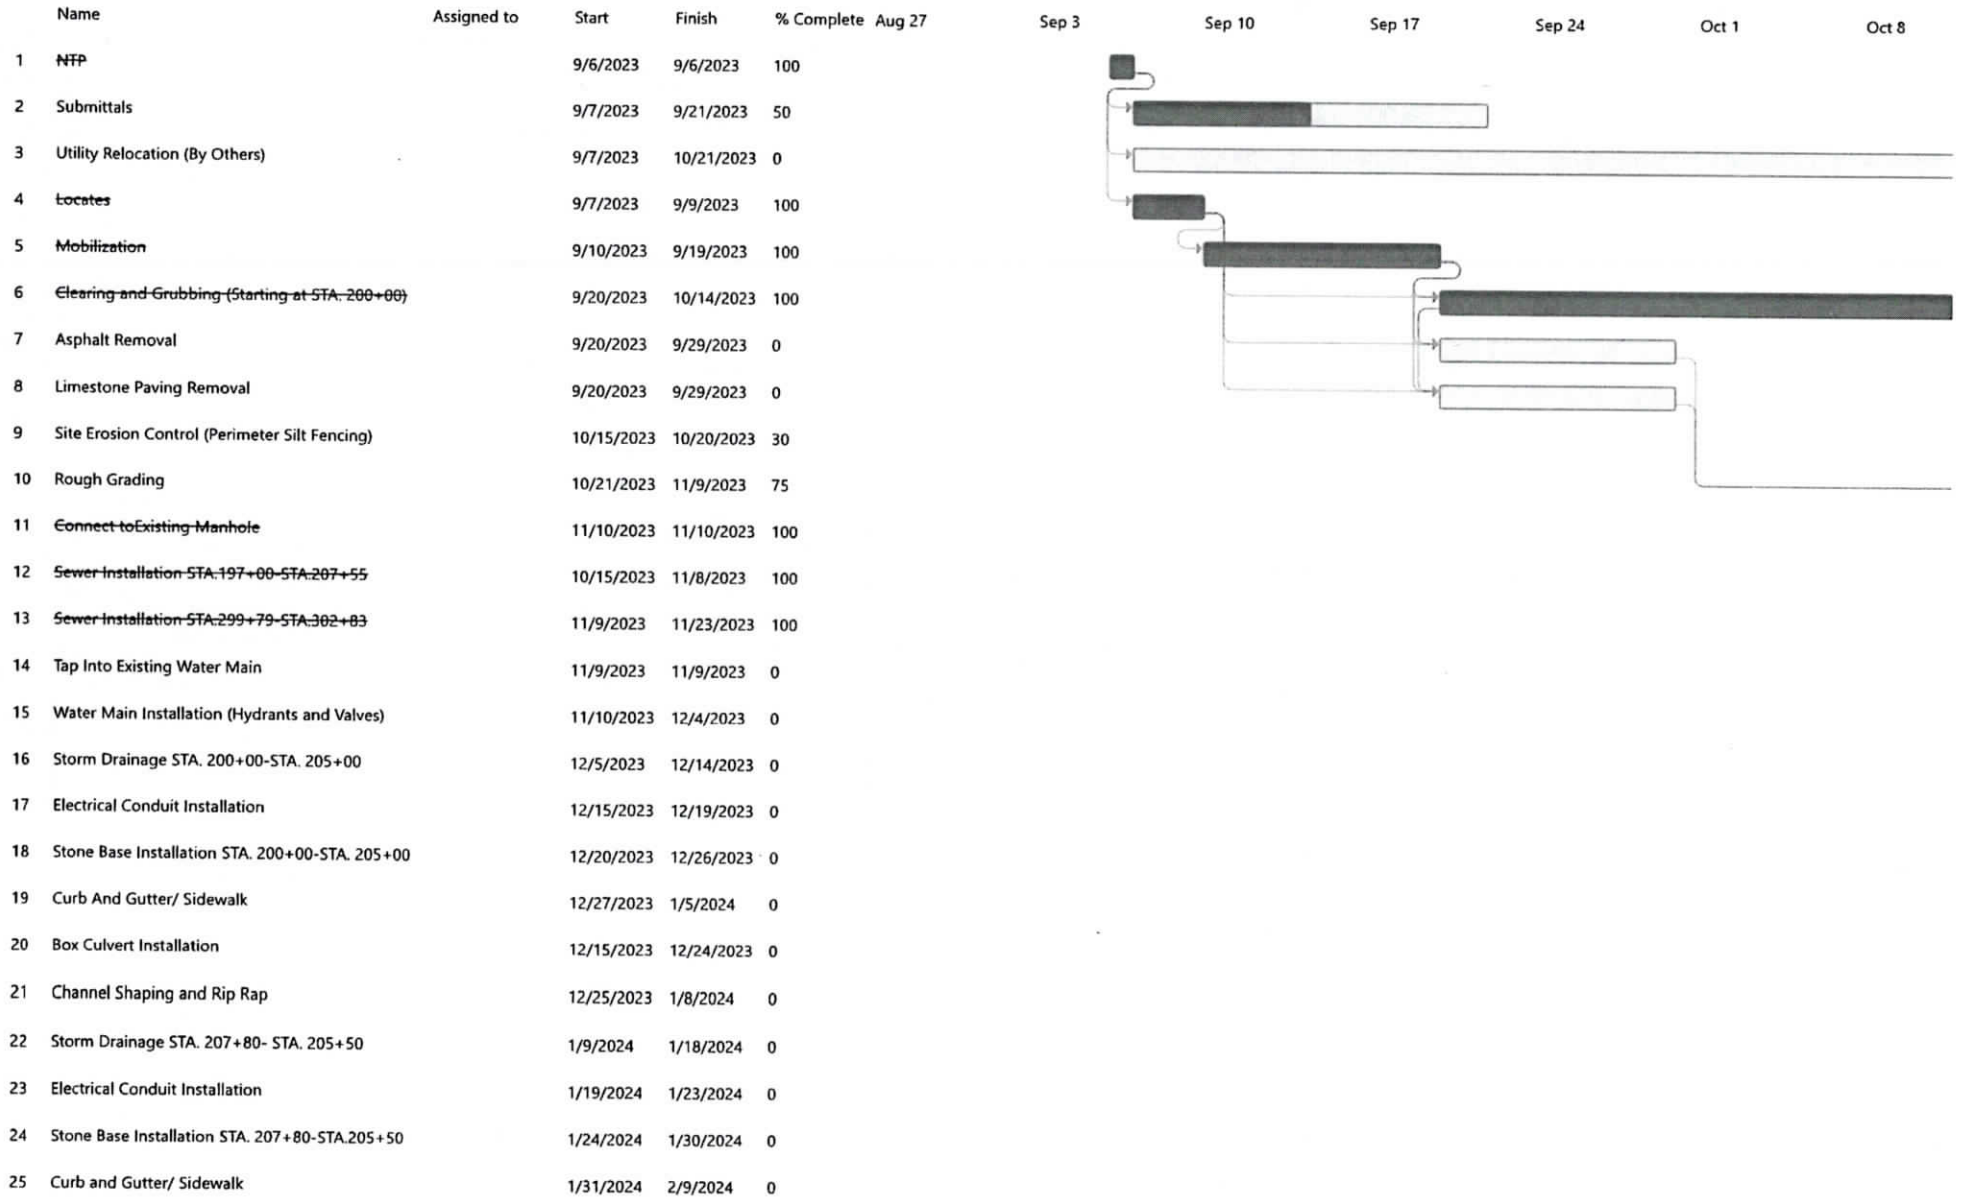 Name Assigned to Start Finish % Complete Aug 27 Sep 3 Sep 10 Sep 17 Sep 24 Oct 1 Oct 8
1 NTP 9/6/2023 9/6/2023 100
2 Submittals 9/7/2023 9/21/2023 50
3 Utility Relocation (By Others) 9/7/2023 10/21/2023 0
4 Locates 9/7/2023 9/9/2023 100
5 Mobilization 9/10/2023 9/19/2023 100
6 Clearing and Grubbing (Starting at STA. 200+00) 9/20/2023 10/14/2023 100
7 Asphalt Removal 9/20/2023 9/29/2023 0
8 Limestone Paving Removal 9/20/2023 9/29/2023 0
9 Site Erosion Control (Perimeter Silt Fencing) 10/15/2023 10/20/2023 30
10 Rough Grading 10/21/2023 11/9/2023 75
11 Connect toExisting Manhole 11/10/2023 11/10/2023 100
12 Sewer Installation STA.197+00-STA.207+55 10/15/2023 11/8/2023 100
13 Sewer Installation STA.299+79-STA.302+83 11/9/2023 11/23/2023 100
14 Tap Into Existing Water Main 11/9/2023 11/9/2023 0
15 Water Main Installation (Hydrants and Valves) 11/10/2023 12/4/2023 0
16 Storm Drainage STA. 200+00-STA. 205+00 12/5/2023 12/14/2023 0
17 Electrical Conduit Installation 12/15/2023 12/19/2023 0
18 Stone Base Installation STA. 200+00-STA. 205+00 12/20/2023 12/26/2023 0
19 Curb And Gutter/ Sidewalk 12/27/2023 1/5/2024 0
20 Box Culvert Installation 12/15/2023 12/24/2023 0
21 Channel Shaping and Rip Rap 12/25/2023 1/8/2024 0
22 Storm Drainage STA. 207+80- STA. 205+50 1/9/2024 1/18/2024 0
23 Electrical Conduit Installation 1/19/2024 1/23/2024 0
24 Stone Base Installation STA. 207+80-STA.205+50 1/24/2024 1/30/2024 0
25 Curb and Gutter/ Sidewalk 1/31/2024 2/9/2024 0